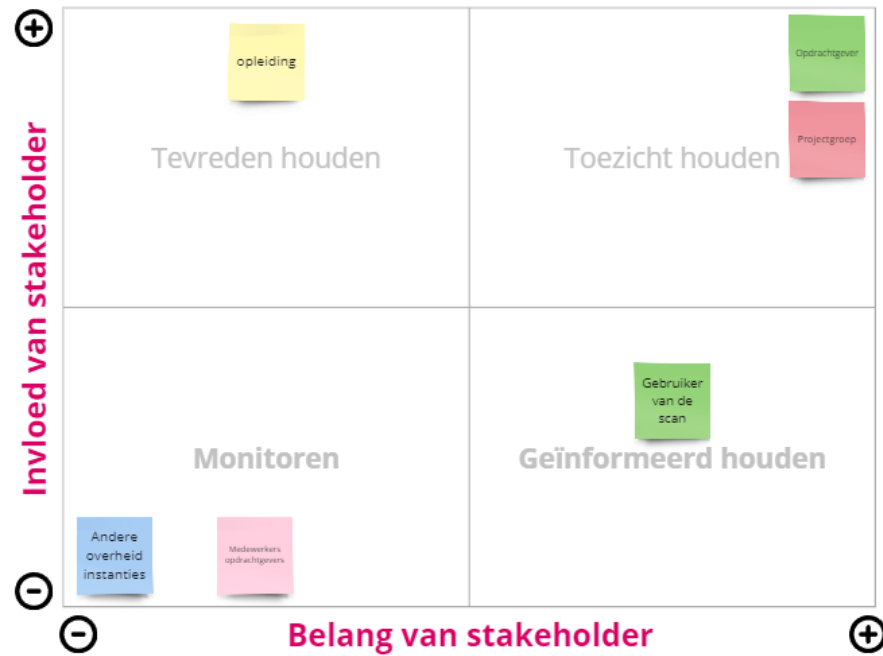 Invloed van stakeholder
opleiding
Tevreden houden
Opdrachtgever
Projectgroep
Toezicht houden
Monitoren
Andere
overheid
instanties
Medewerkers
opdrachtgevers
Gebruiker
van de
scan
Geïnformeerd houden
Belang van stakeholder